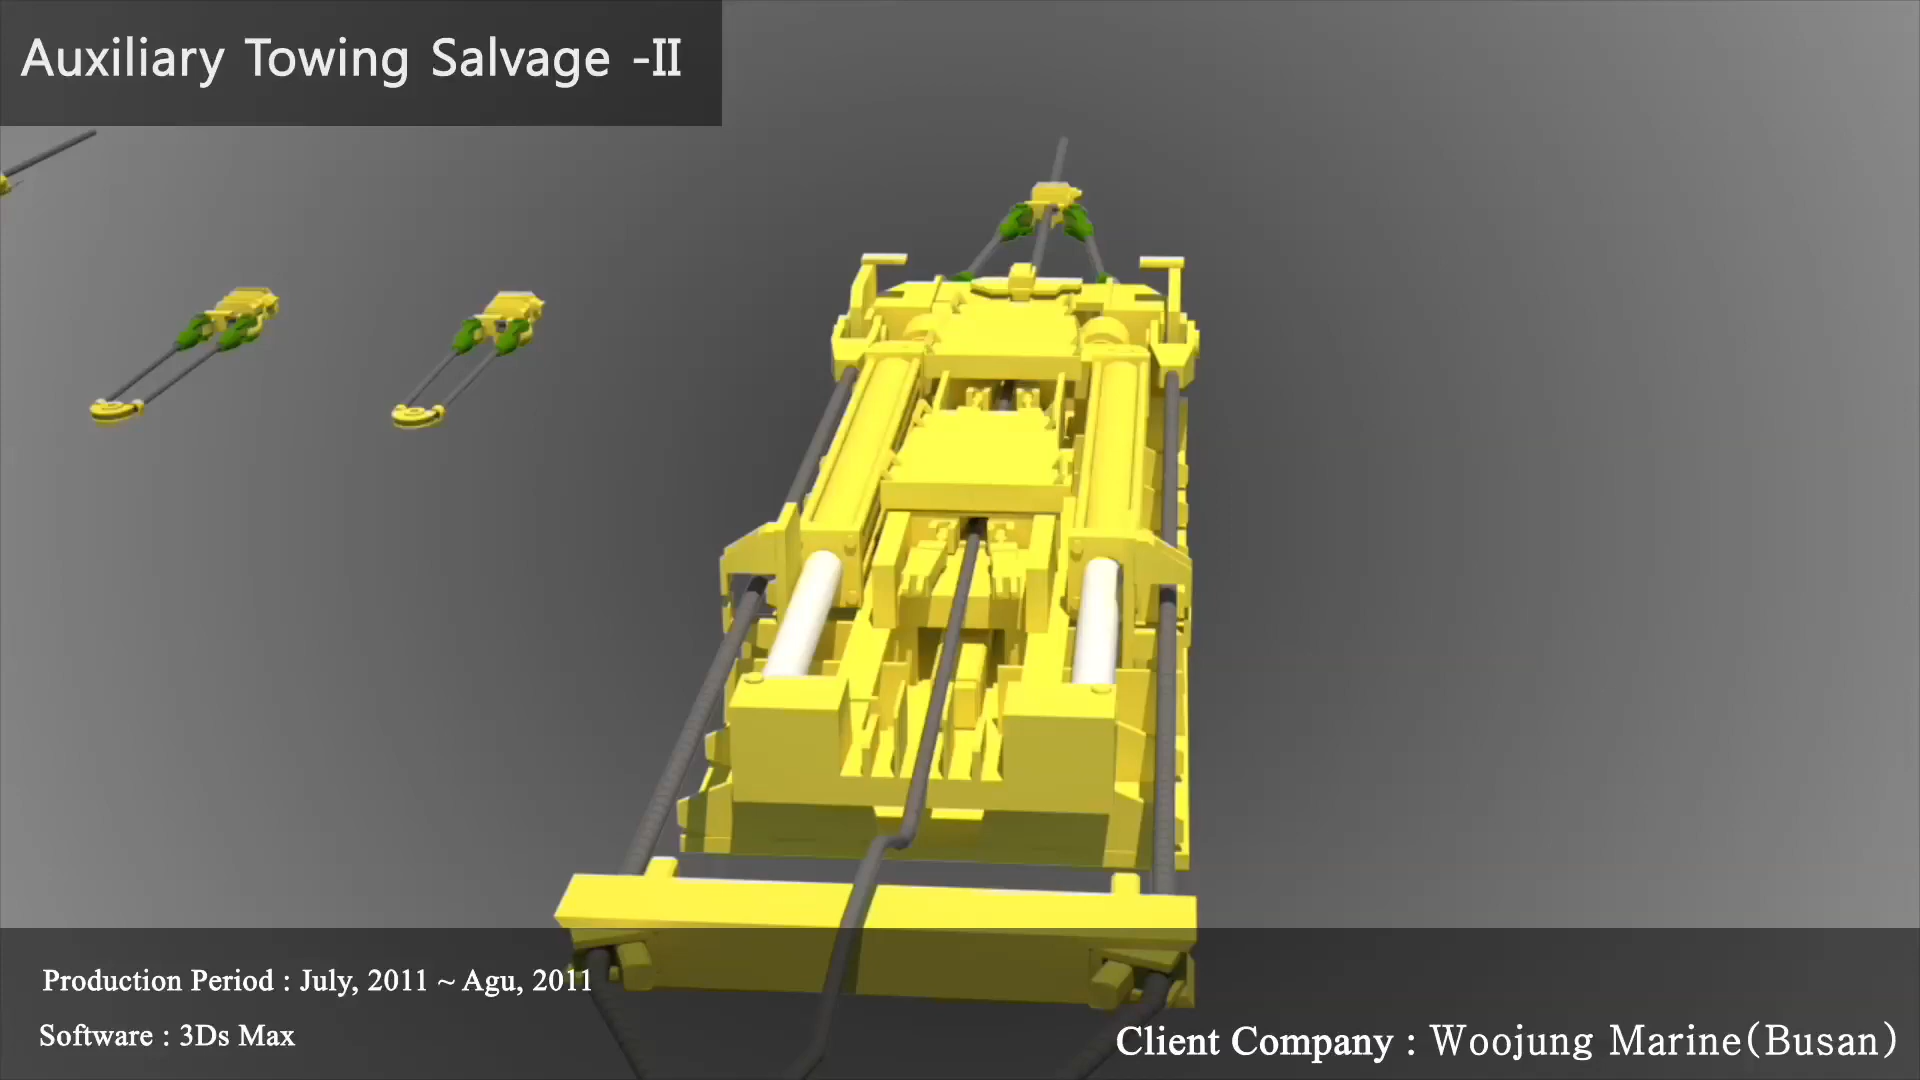 Auxiliary Towing Salvage -II
Production Period : July, 2011 ~ Agu, 2011
Software : 3Ds Max
Client Company : Woojung Marine(Busan)